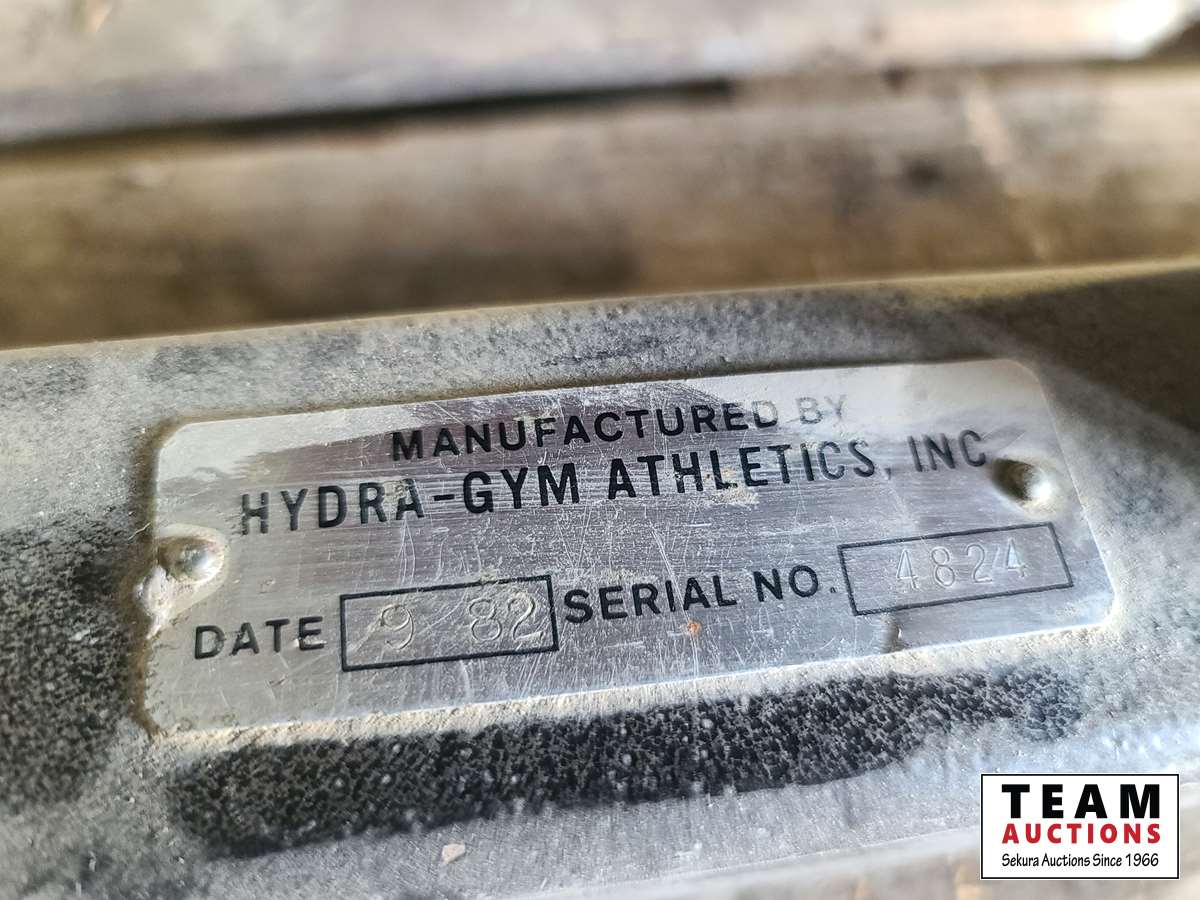 MANUFACTURED BY
HYDRA-GYM ATHLETICS, INC
DATE 9 82 SERIAL NO. 4824
TEAM
AUCTIONS
Sekura Auctions Since 1966